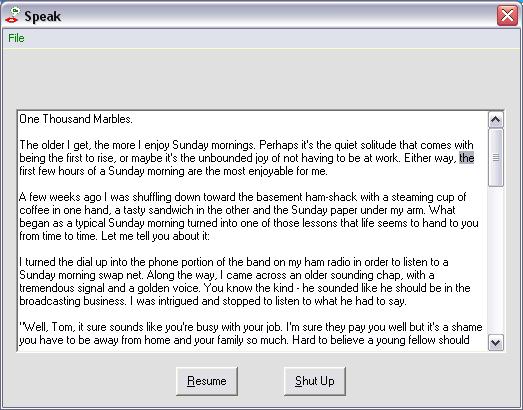 Speak
File
One Thousand Marbles.
The older I get, the more I enjoy Sunday mornings. Perhaps it's the quiet solitude that comes with
being the first to rise, or maybe it's the unbounded joy of not having to be at work. Either way, the
first few hours of a Sunday morning are the most enjoyable for me.
A few weeks ago I was shuffling down toward the basement ham-shack with a steaming cup of
coffee in one hand, a tasty sandwich in the other and the Sunday paper under my arm. What
began as a typical Sunday morning turned into one of those lessons that life seems to hand to you
from time to time. Let me tell you about it:
I turned the dial up into the phone portion of the band on my ham radio in order to listen to a
Sunday morning swap net. Along the way, I came across an older sounding chap, with a
tremendous signal and a golden voice. You know the kind - he sounded like he should be in the
broadcasting business. I was intrigued and stopped to listen to what he had to say.
"Well, Tom, it sure sounds like you're busy with your job. I'm sure they pay you well but it's a shame
you have to be away from home and your family so much. Hard to believe a young fellow should
Resume
Shut Up